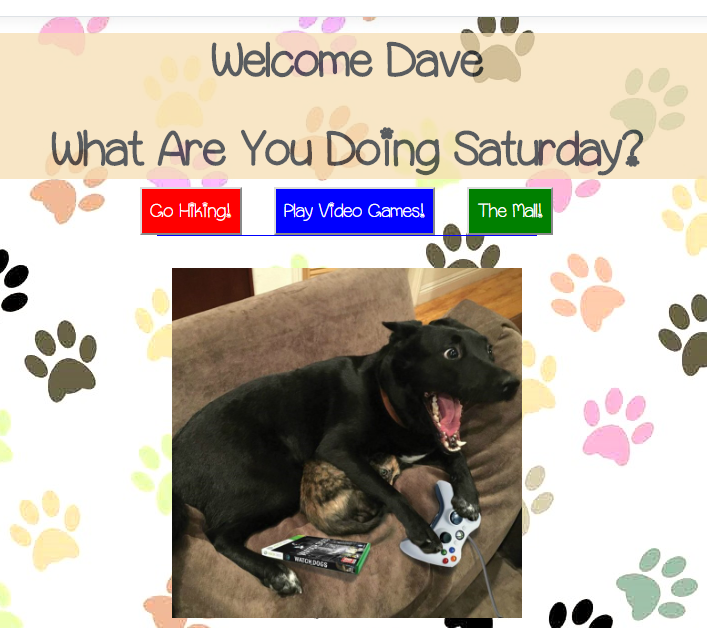 Welcome Dave
What Are You Doing Saturday?
Go Hiking!
Play Video Games!
The Mall!
WATCH DOGS